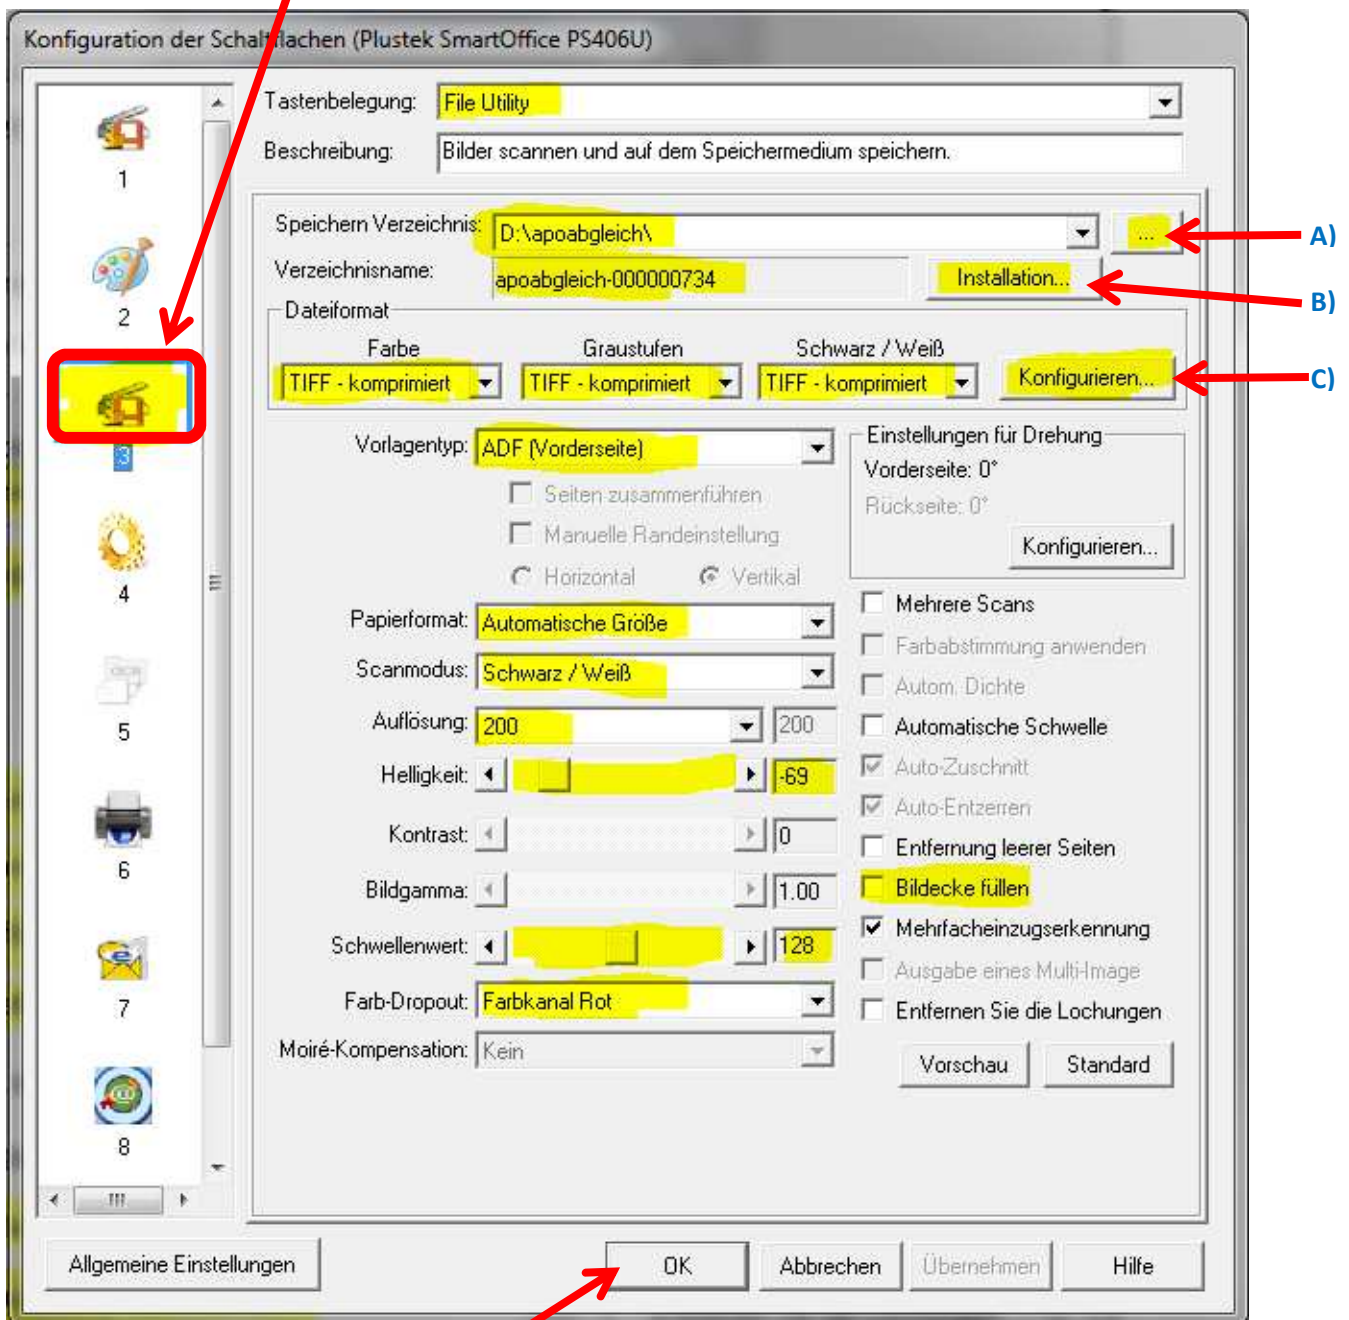 Konfiguration der Schaltflächen (Plustek SmartOffice PS406U)
1
2
3
4
5
6
7
8
Tastenbelegung: File Utility
Beschreibung: Bilder scannen und auf dem Speichermedium speichern.
Speichern Verzeichnis: D:\apoabgleich\ ... A)
Verzeichnisname: apoabgleich-000000734 Installation... B)
Dateiformat
Farbe Graustufen Schwarz / Weiß
TIFF - komprimiert TIFF - komprimiert TIFF - komprimiert Konfigurieren... C)
Vorlagentyp: ADF (Vorderseite)
Seiten zusammenführen
Manuelle Randeinstellung
Horizontal Vertikal
Einstellungen für Drehung
Vorderseite: 0°
Rückseite: 0°
Konfigurieren...
Papierformat: Automatische Größe
Scanmodus: Schwarz / Weiß
Auflösung: 200 200
Helligkeit: -69
Kontrast: 0
Bildgamma: 1.00
Schwellenwert: 128
Farb-Dropout: Farbkanal Rot
Moiré-Kompensation: Kein
Mehrere Scans
Farbabstimmung anwenden
Autom. Dichte
Automatische Schwelle
Auto-Zuschnitt
Auto-Entzerren
Entfernung leerer Seiten
Bildecke füllen
Mehrfacheinzugserkennung
Ausgabe eines Multi-Image
Entfernen Sie die Lochungen
Vorschau Standard
Allgemeine Einstellungen OK Abbrechen Übernehmen Hilfe